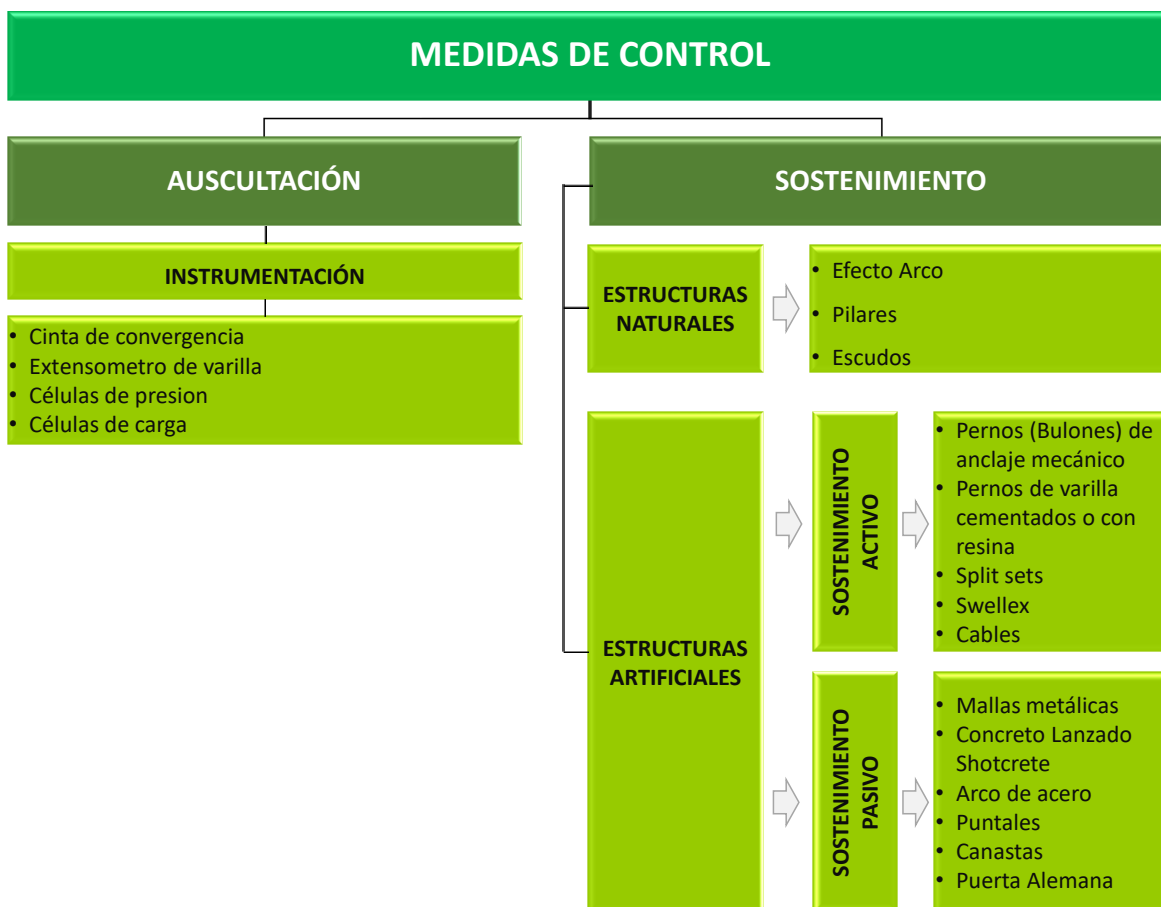 MEDIDAS DE CONTROL
AUSCULTACIÓN
INSTRUMENTACIÓN
• Cinta de convergencia
• Extensometro de varilla
• Células de presion
• Células de carga
SOSTENIMIENTO
ESTRUCTURAS
NATURALES
• Efecto Arco
• Pilares
• Escudos
ESTRUCTURAS
ARTIFICIALES
SOSTENIMIENTO
ACTIVO
• Pernos (Bulones) de
anclaje mecánico
• Pernos de varilla
cementados o con
resina
• Split sets
• Swellex
• Cables
SOSTENIMIENTO
PASIVO
• Mallas metálicas
• Concreto Lanzado
Shotcrete
• Arco de acero
• Puntales
• Canastas
• Puerta Alemana